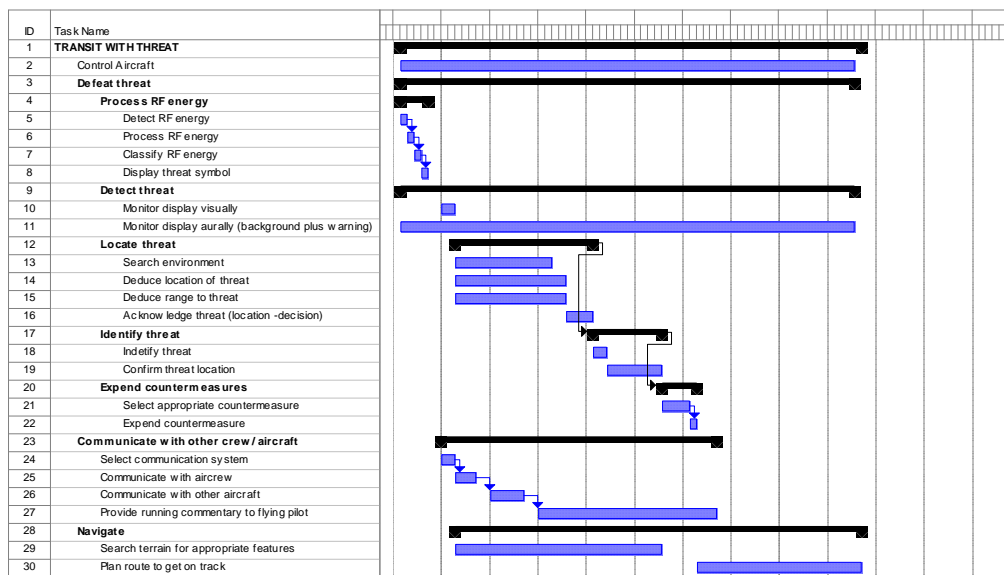 ID Task Name
1 TRANSIT WITH THREAT
2 Control Aircraft
3 Defeat threat
4 Process RF energy
5 Detect RF energy
6 Process RF energy
7 Classify RF energy
8 Display threat symbol
9 Detect threat
10 Monitor display visually
11 Monitor display aurally (background plus warning)
12 Locate threat
13 Search environment
14 Deduce location of threat
15 Deduce range to threat
16 Acknow ledge threat (location -decision)
17 Identify threat
18 Indetify threat
19 Confirm threat location
20 Expend countermeasures
21 Select appropriate countermeasure
22 Expend countermeasure
23 Communicate with other crew / aircraft
24 Select communication system
25 Communicate with aircrew
26 Communicate with other aircraft
27 Provide running commentary to flying pilot
28 Navigate
29 Search terrain for appropriate features
30 Plan route to get on track